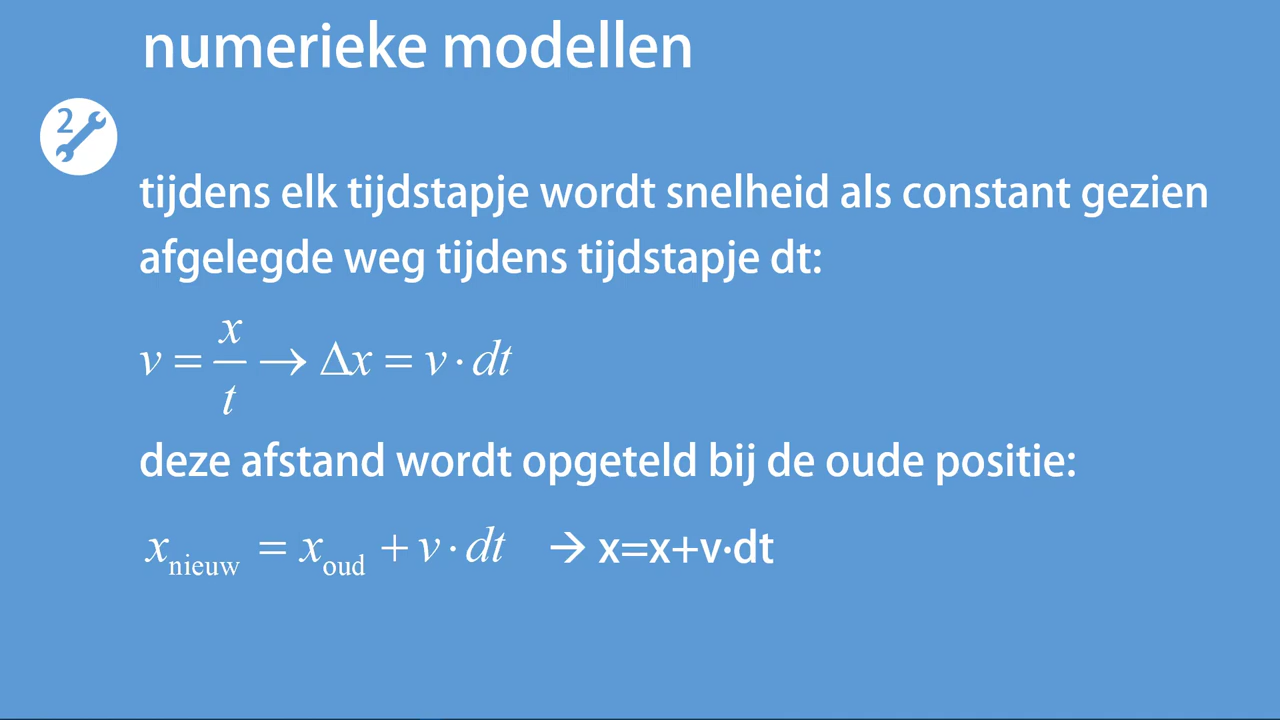 numerieke modellen
2
tijdens elk tijdstapje wordt snelheid als constant gezien
afgelegde weg tijdens tijdstapje dt:
v = x/t → Δx = v · dt
deze afstand wordt opgeteld bij de oude positie:
x_nieuw = x_oud + v · dt → x=x+v·dt